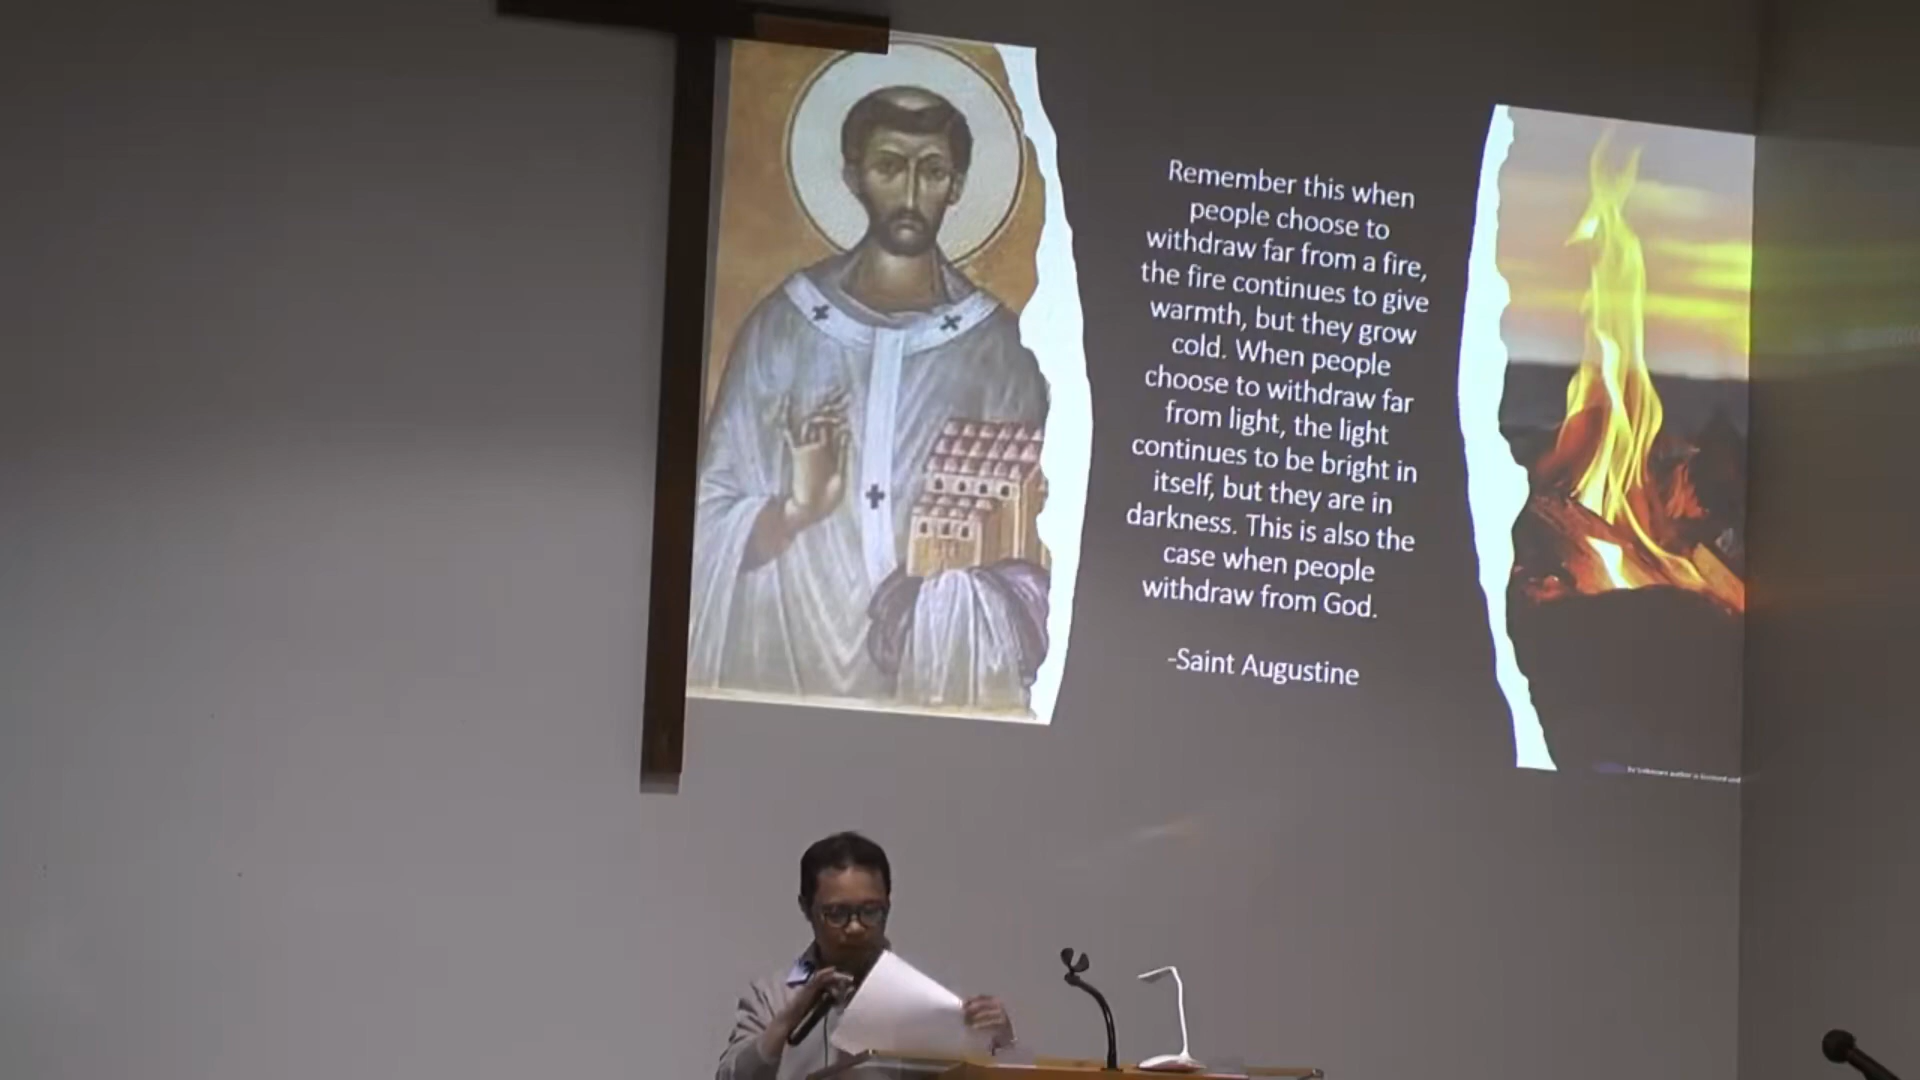 Remember this when
people choose to
withdraw far from a fire,
the fire continues to give
warmth, but they grow
cold. When people
choose to withdraw far
from light, the light
continues to be bright in
itself, but they are in
darkness. This is also the
case when people
withdraw from God.
-Saint Augustine